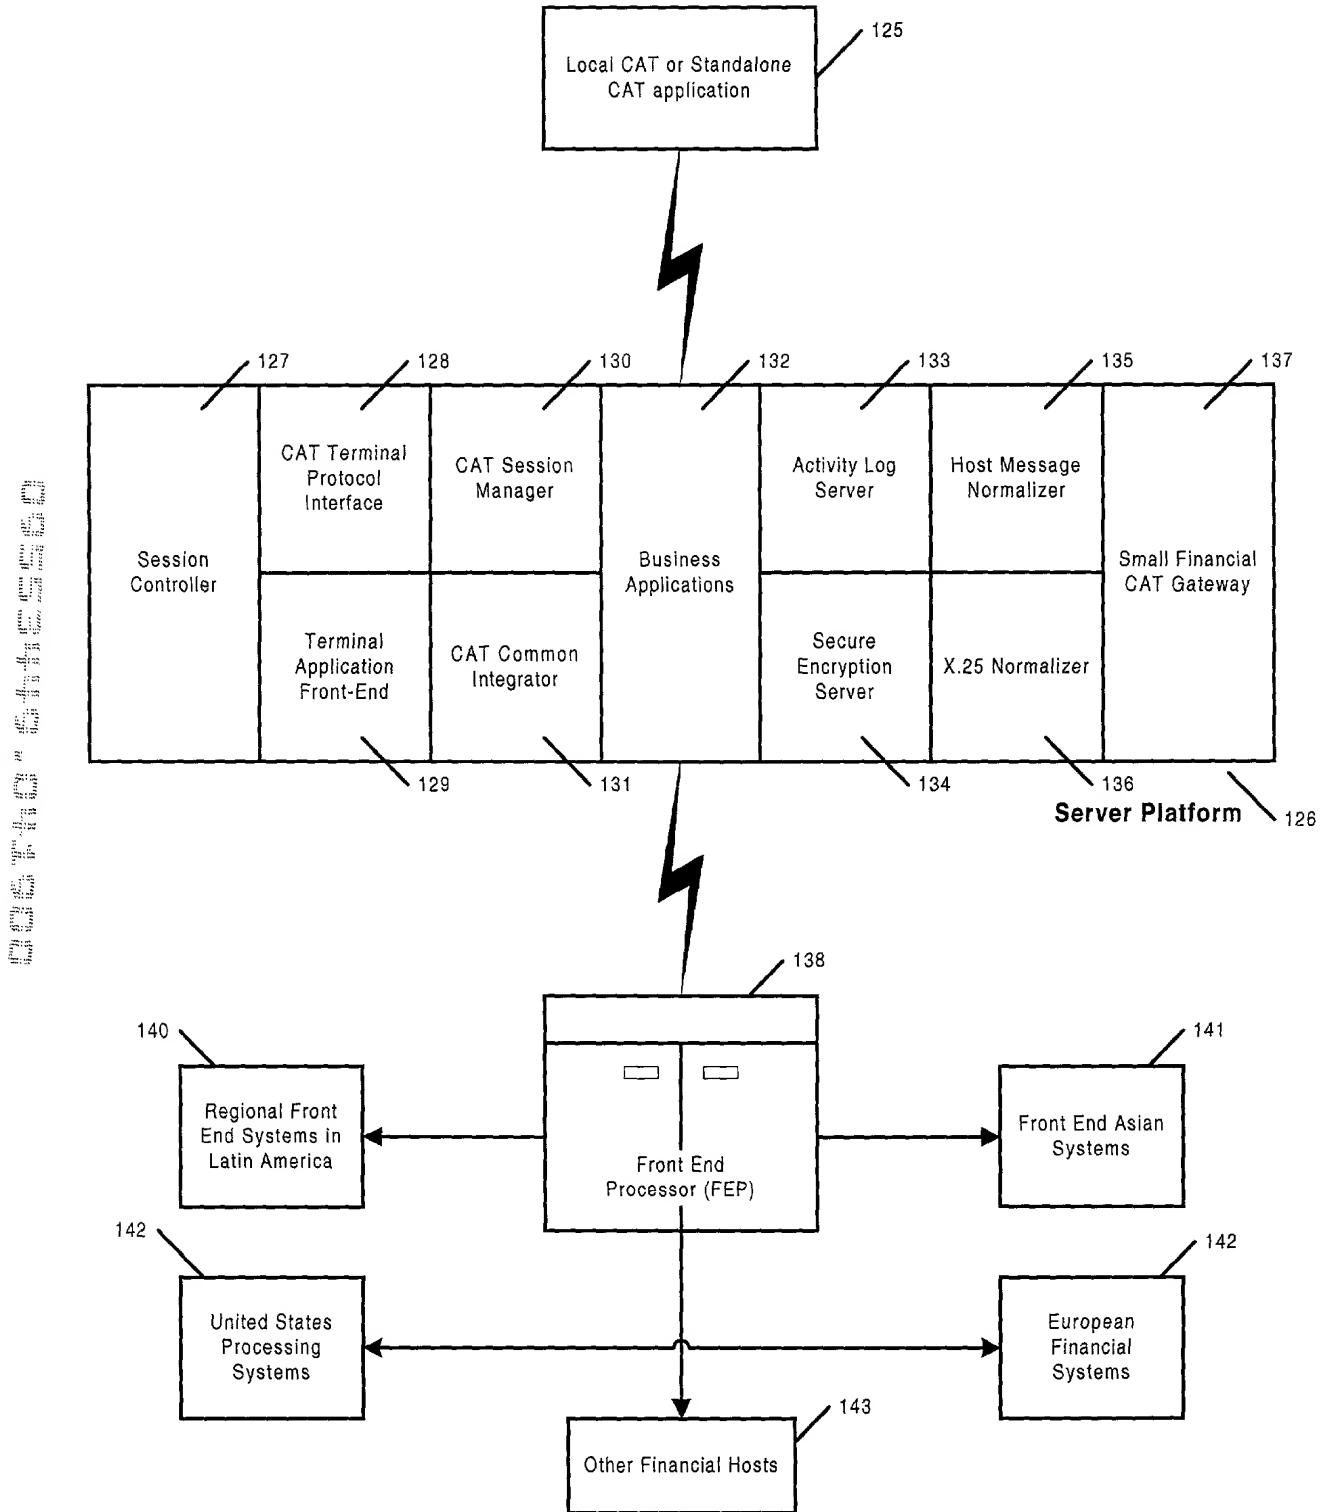 125
Local CAT or Standalone
CAT application
127
128
130
132
133
135
137
Session
Controller
CAT Terminal
Protocol
Interface
CAT Session
Manager
Business
Applications
Activity Log
Server
Host Message
Normalizer
Small Financial
CAT Gateway
Terminal
Application
Front-End
CAT Common
Integrator
Secure
Encryption
Server
X.25 Normalizer
129
131
134
136
Server Platform
126
138
140
141
Regional Front
End Systems in
Latin America
Front End
Processor (FEP)
Front End Asian
Systems
142
142
United States
Processing
Systems
European
Financial
Systems
143
Other Financial Hosts